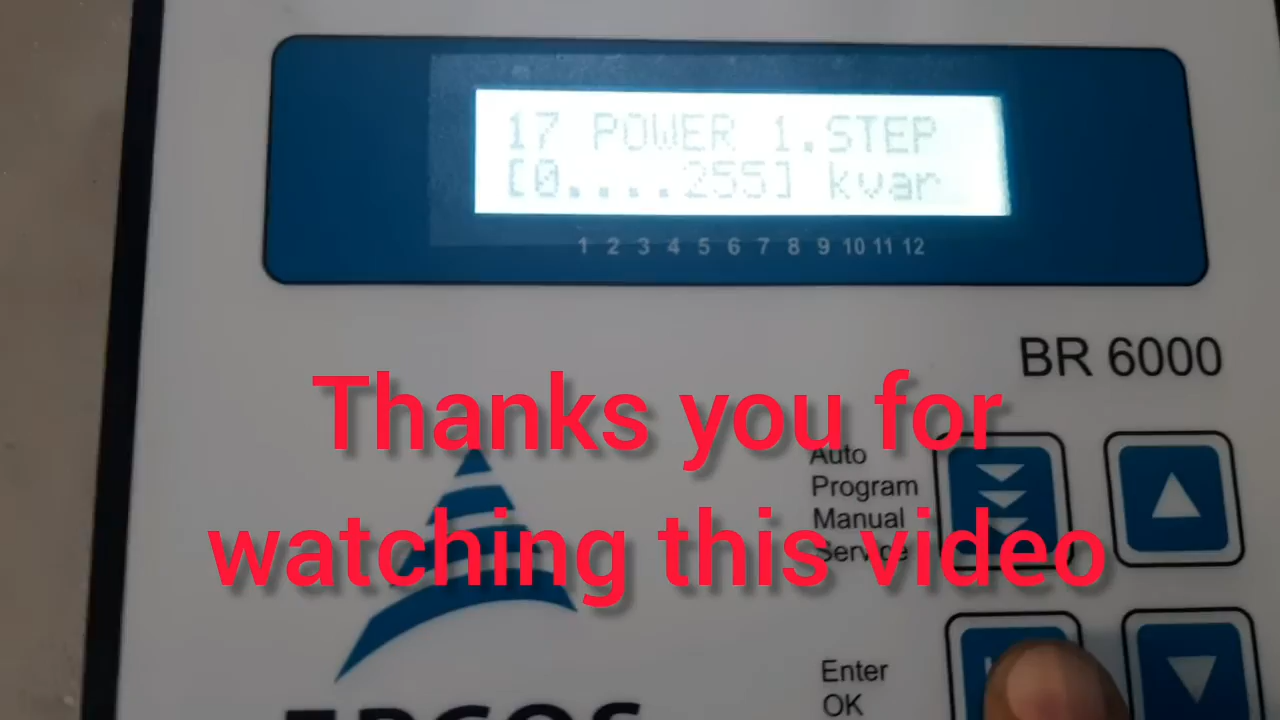 17 POWER 1.STEP
[0....255] kvar
1 2 3 4 5 6 7 8 9 10 11 12
BR 6000
Thanks you for
watching this video
Auto
Program
Manual
Service
Enter
OK
EPCOS